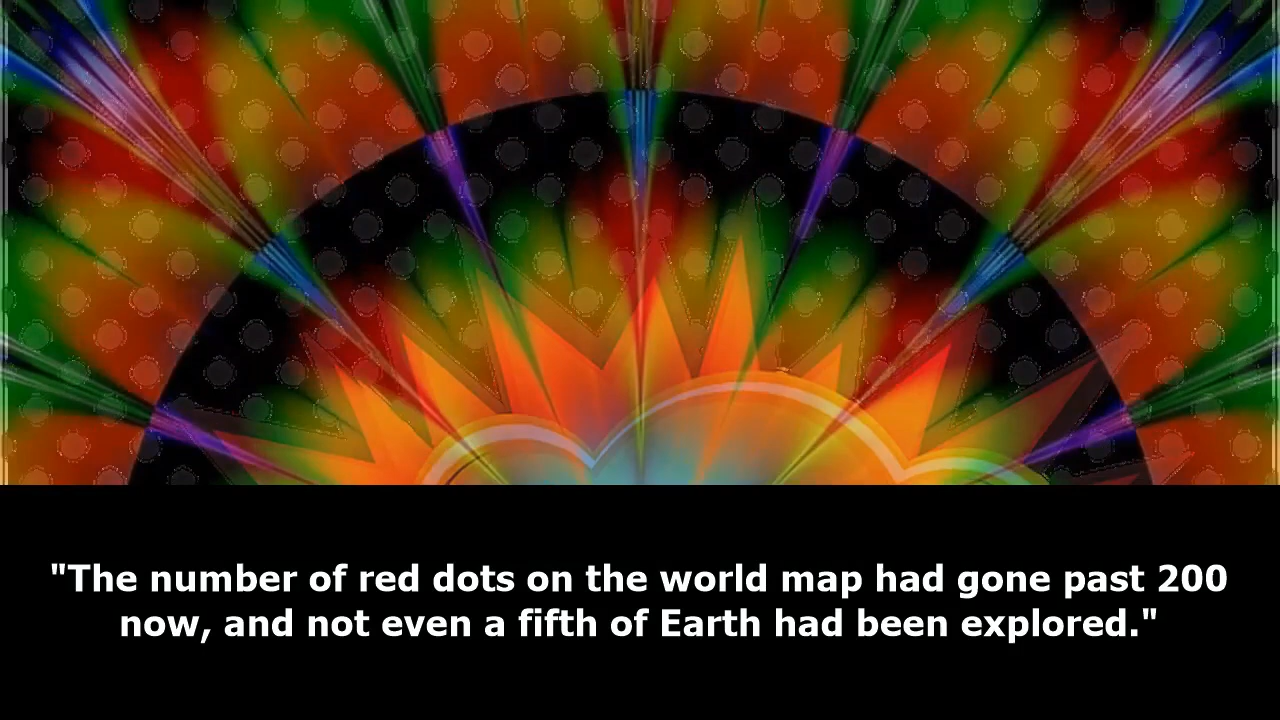 "The number of red dots on the world map had gone past 200
now, and not even a fifth of Earth had been explored."